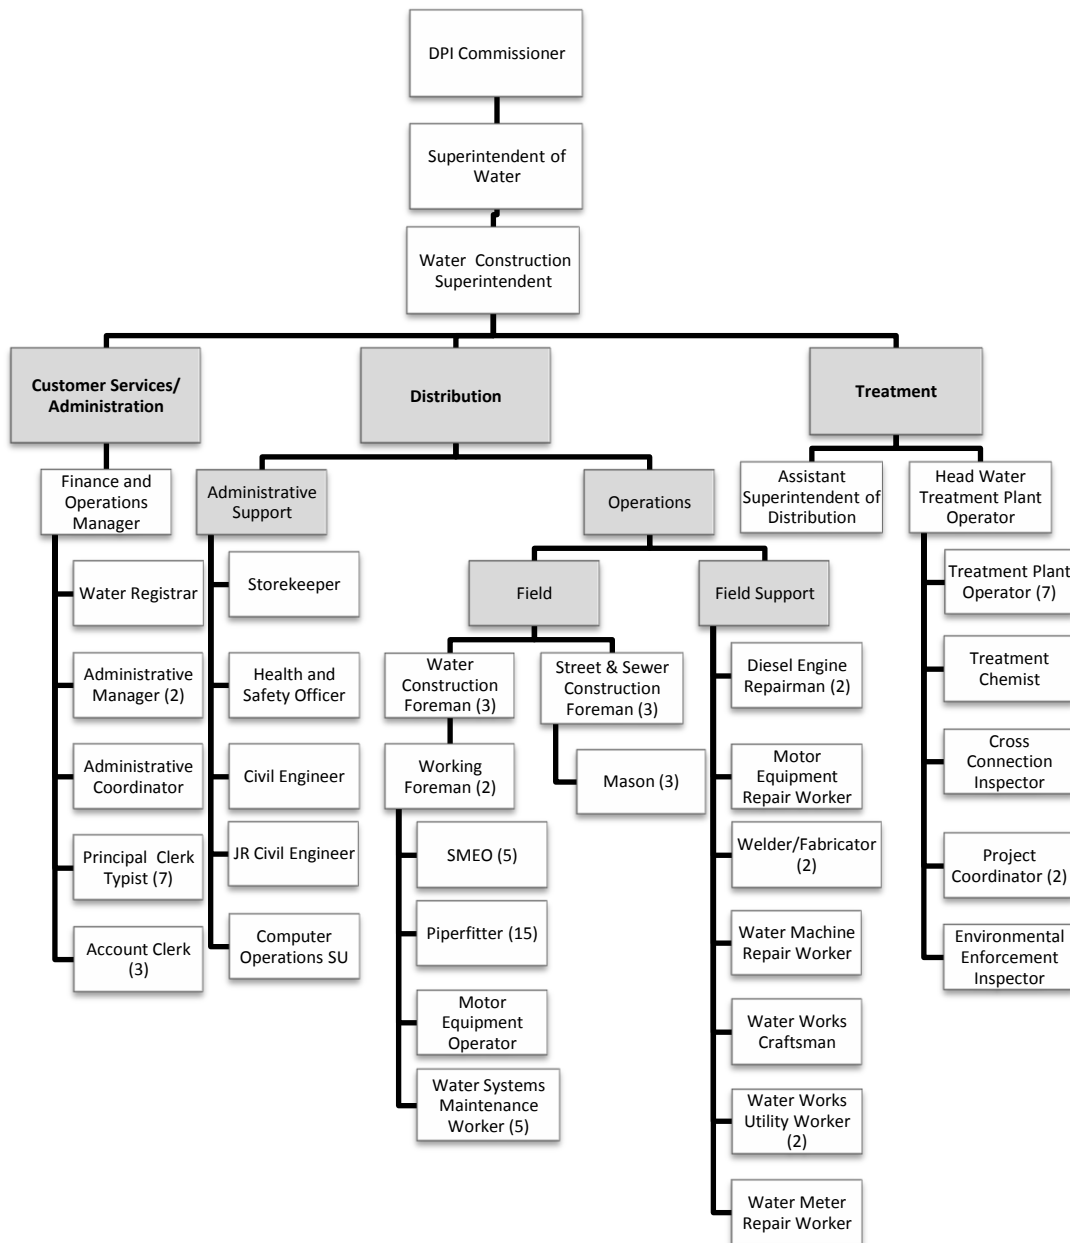 DPI Commissioner
Superintendent of
Water
Water Construction
Superintendent
Customer Services/
Administration
Distribution
Treatment
Finance and
Operations
Manager
Water Registrar
Administrative
Manager (2)
Administrative
Coordinator
Principal Clerk
Typist (7)
Account Clerk
(3)
Administrative
Support
Storekeeper
Health and
Safety Officer
Civil Engineer
JR Civil Engineer
Computer
Operations SU
Operations
Field
Water
Construction
Foreman (3)
Working
Foreman (2)
SMEO (5)
Piperfitter (15)
Motor
Equipment
Operator
Water Systems
Maintenance
Worker (5)
Street & Sewer
Construction
Foreman (3)
Mason (3)
Field Support
Diesel Engine
Repairman (2)
Motor
Equipment
Repair Worker
Welder/Fabricator
(2)
Water Machine
Repair Worker
Water Works
Craftsman
Water Works
Utility Worker
(2)
Water Meter
Repair Worker
Assistant
Superintendent of
Distribution
Head Water
Treatment Plant
Operator
Treatment Plant
Operator (7)
Treatment
Chemist
Cross
Connection
Inspector
Project
Coordinator (2)
Environmental
Enforcement
Inspector